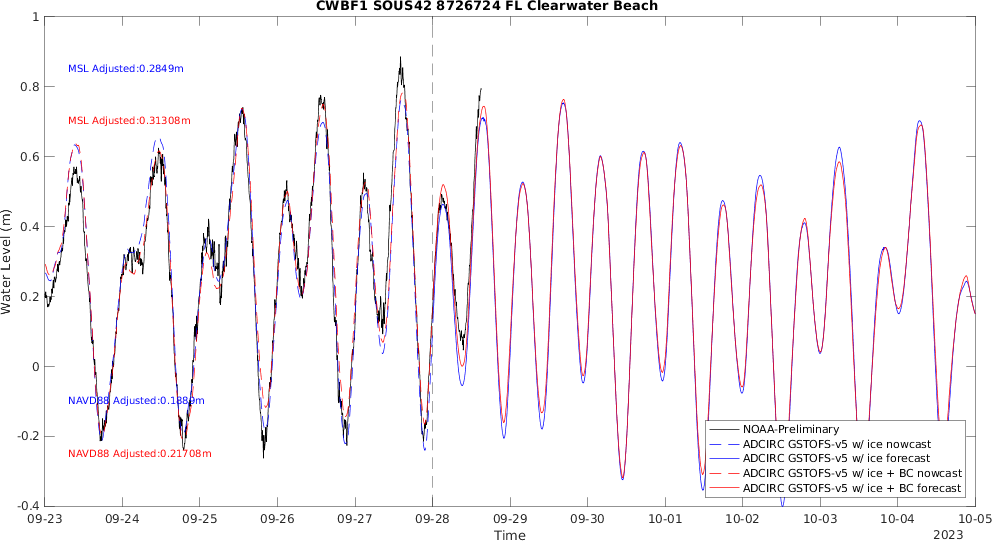 CWBF1 SOUS42 8726724 FL Clearwater Beach
1
0.8
0.6
0.4
0.2
0
-0.2
-0.4
Water Level (m)
MSL Adjusted:0.2849m
MSL Adjusted:0.31308m
NAVD88 Adjusted:0.1889m
NAVD88 Adjusted:0.21708m
NOAA-Preliminary
ADCIRC GSTOFS-v5 w/ ice nowcast
ADCIRC GSTOFS-v5 w/ ice forecast
ADCIRC GSTOFS-v5 w/ ice + BC nowcast
ADCIRC GSTOFS-v5 w/ ice + BC forecast
09-23 09-24 09-25 09-26 09-27 09-28 09-29 09-30 10-01 10-02 10-03 10-04 10-05
Time
2023